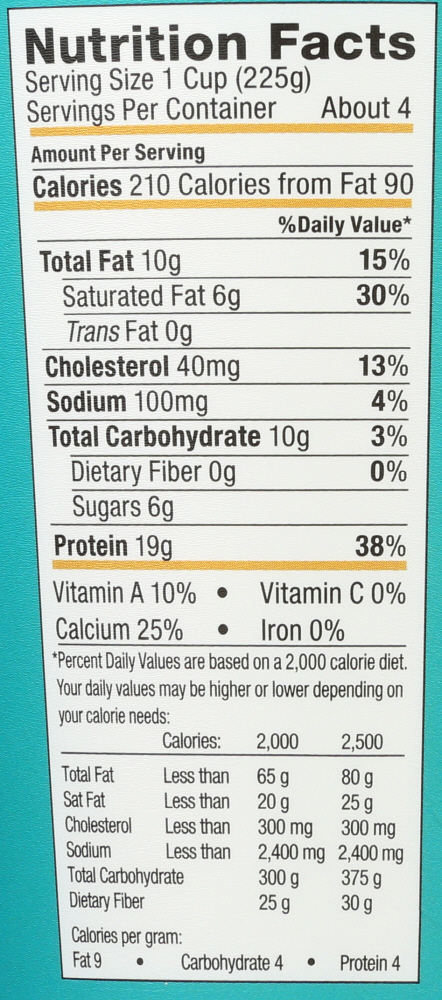 Nutrition Facts
Serving Size 1 Cup (225g)
Servings Per Container About 4
Amount Per Serving
Calories 210 Calories from Fat 90
%Daily Value*
Total Fat 10g 15%
Saturated Fat 6g 30%
Trans Fat 0g
Cholesterol 40mg 13%
Sodium 100mg 4%
Total Carbohydrate 10g 3%
Dietary Fiber 0g 0%
Sugars 6g
Protein 19g 38%
Vitamin A 10% • Vitamin C 0%
Calcium 25% • Iron 0%
*Percent Daily Values are based on a 2,000 calorie diet.
Your daily values may be higher or lower depending on
your calorie needs:
Calories: 2,000 2,500
Total Fat Less than 65 g 80 g
Sat Fat Less than 20 g 25 g
Cholesterol Less than 300 mg 300 mg
Sodium Less than 2,400 mg 2,400 mg
Total Carbohydrate 300 g 375 g
Dietary Fiber 25 g 30 g
Calories per gram:
Fat 9 • Carbohydrate 4 • Protein 4